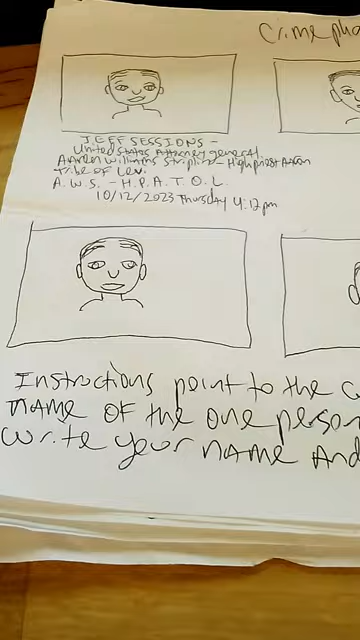 Crime pho
JEFF SESSIONS -
United States Attorney general
Aaron Williams Stripling - High priest Aaron
Tribe of Levi.
A.W.S. - H.P.A.T.O.L.
10/12/2023 Thursday 4:12pm
Instructions point to the c
name of the one person
write your name And